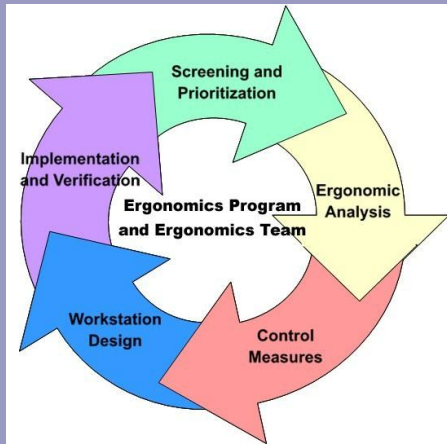 Screening and
Prioritization
Ergonomic
Analysis
Control
Measures
Workstation
Design
Implementation
and Verification
Ergonomics Program
and Ergonomics Team